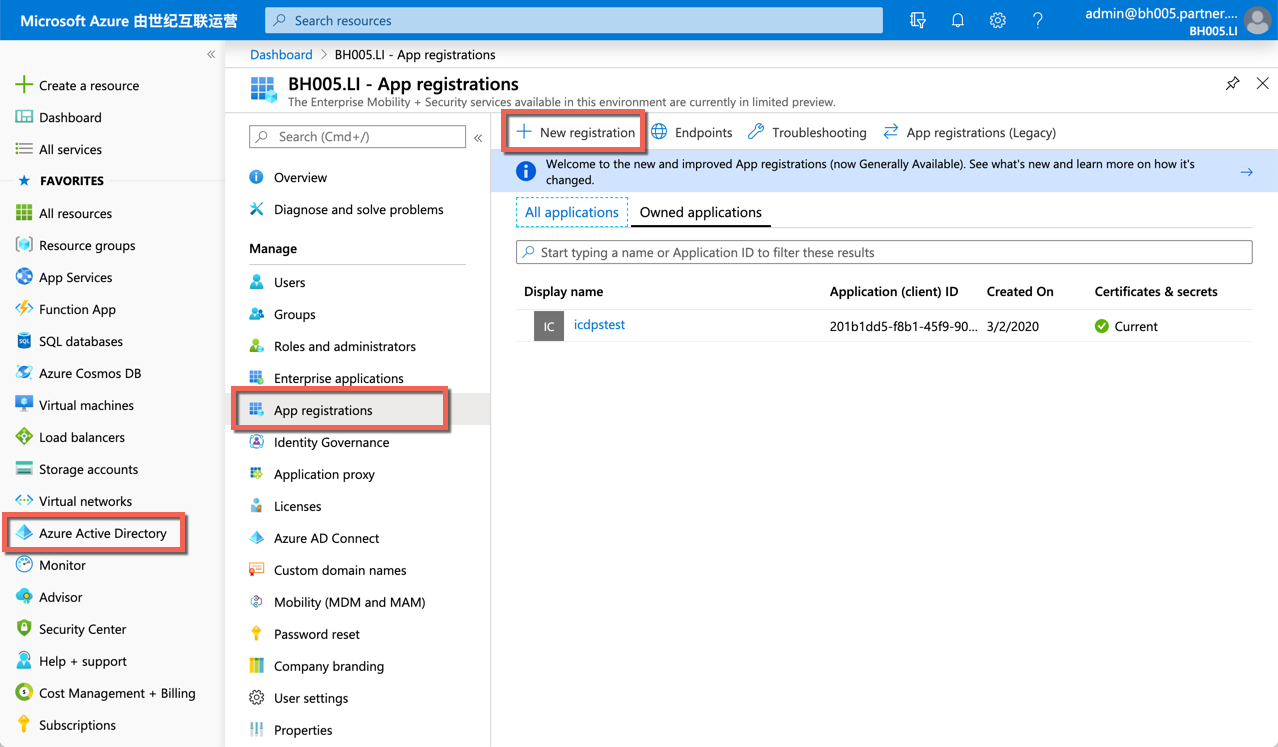 Microsoft Azure 由世纪互联运营
Search resources
admin@bh005.partner....
BH005.LI
«
Create a resource
Dashboard
All services
FAVORITES
All resources
Resource groups
App Services
Function App
SQL databases
Azure Cosmos DB
Virtual machines
Load balancers
Storage accounts
Virtual networks
Azure Active Directory
Monitor
Advisor
Security Center
Help + support
Cost Management + Billing
Subscriptions
Dashboard > BH005.LI - App registrations
BH005.LI - App registrations
The Enterprise Mobility + Security services available in this environment are currently in limited preview.
Search (Cmd+/)
«
Overview
Diagnose and solve problems
Manage
Users
Groups
Roles and administrators
Enterprise applications
App registrations
Identity Governance
Application proxy
Licenses
Azure AD Connect
Custom domain names
Mobility (MDM and MAM)
Password reset
Company branding
User settings
Properties
New registration Endpoints Troubleshooting App registrations (Legacy)
Welcome to the new and improved App registrations (now Generally Available). See what's new and learn more on how it's
changed.
All applications Owned applications
Start typing a name or Application ID to filter these results
Display name Application (client) ID Created On Certificates & secrets
IC icdpstest 201b1dd5-f8b1-45f9-90... 3/2/2020 Current